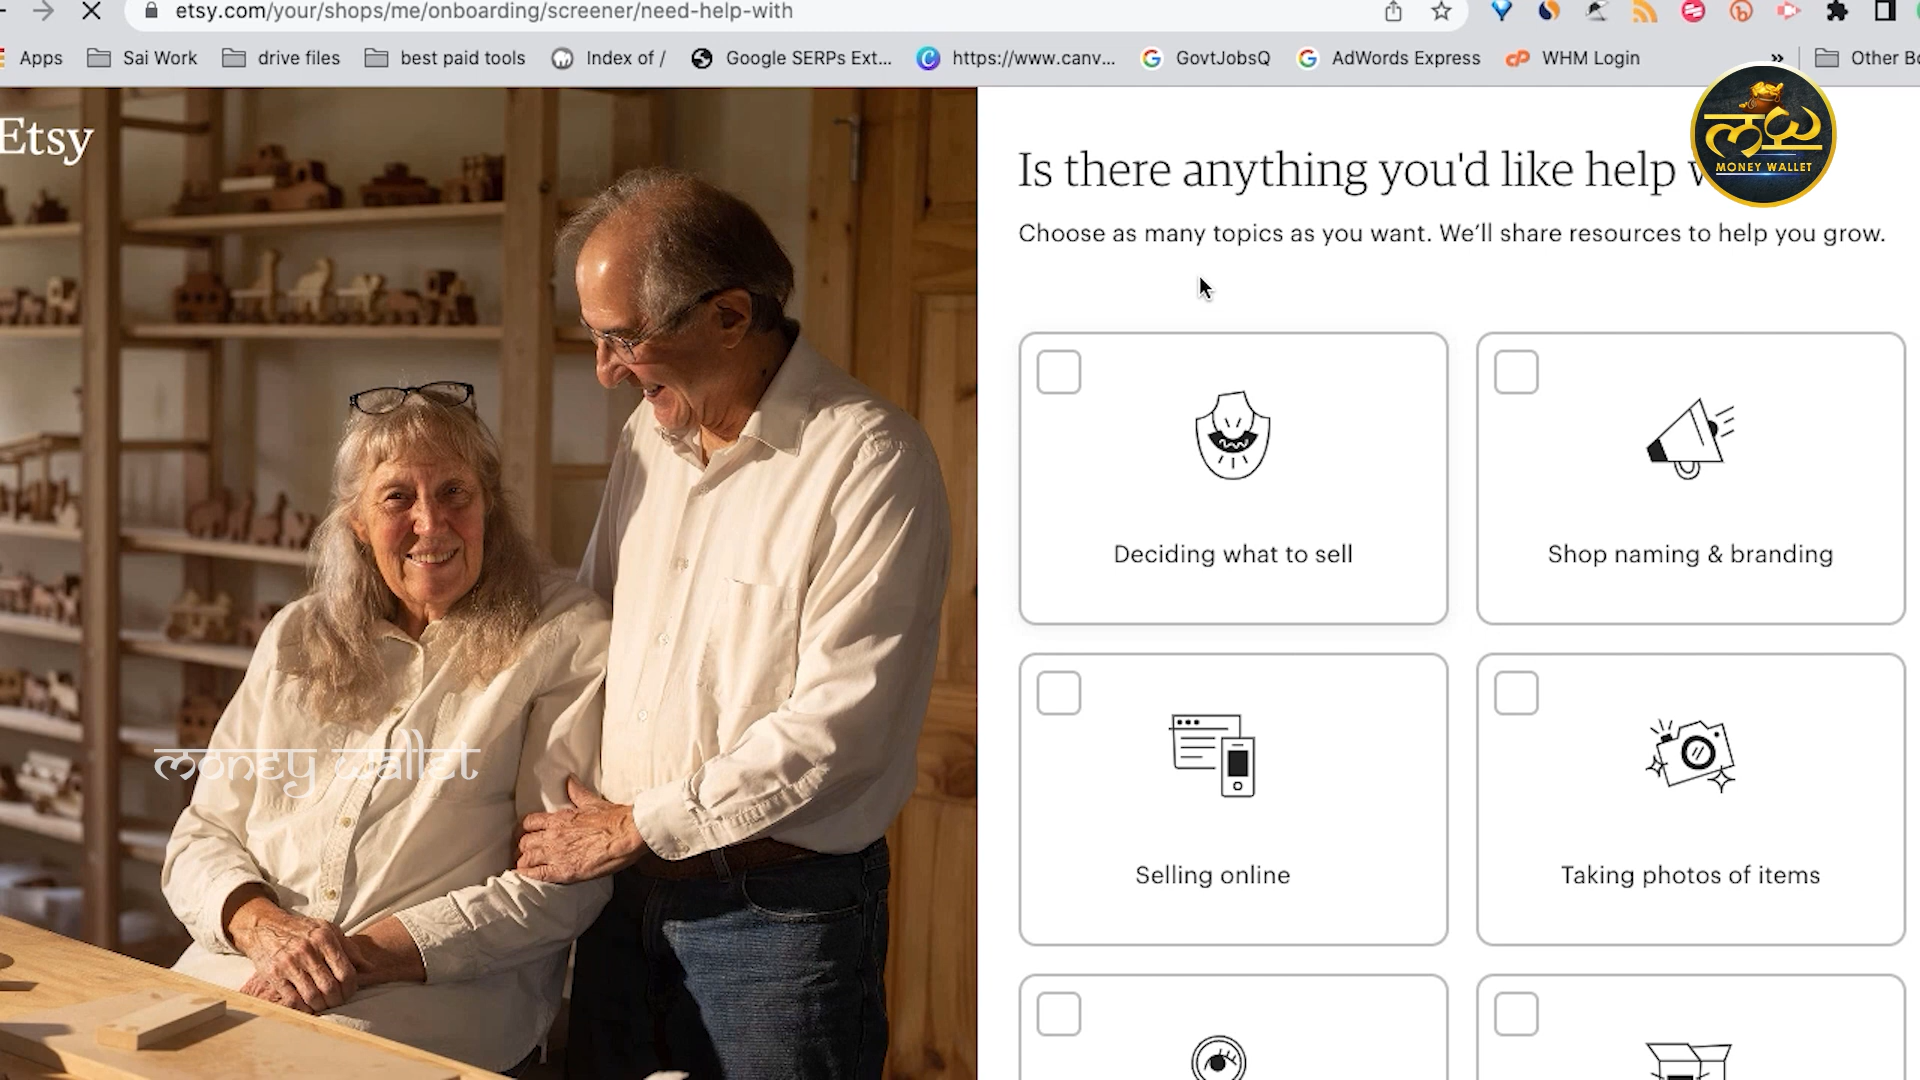 etsy.com/your/shops/me/onboarding/screener/need-help-with
Apps
Sai Work
drive files
best paid tools
Index of /
Google SERPs Ext...
https://www.canv...
GovtJobsQ
AdWords Express
WHM Login
»
Other
Etsy
Is there anything you'd like help
MONEY WALLET
Choose as many topics as you want. We’ll share resources to help you grow.
Deciding what to sell
Shop naming & branding
money wallet
Selling online
Taking photos of items